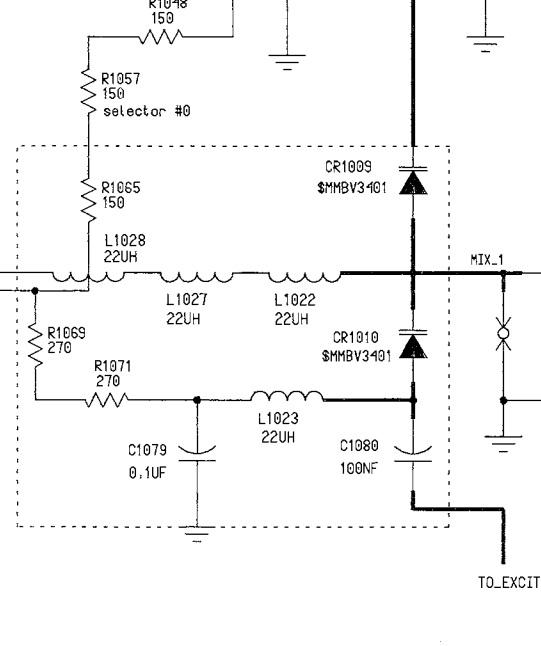 R1048
150
R1057
150
selector #0
CR1009
$MMBV3401
R1065
150
L1028
22UH
MIX_1
L1027
22UH
L1022
22UH
R1069
270
CR1010
$MMBV3401
R1071
270
L1023
22UH
C1079
0.1UF
C1080
100NF
TO_EXCIT